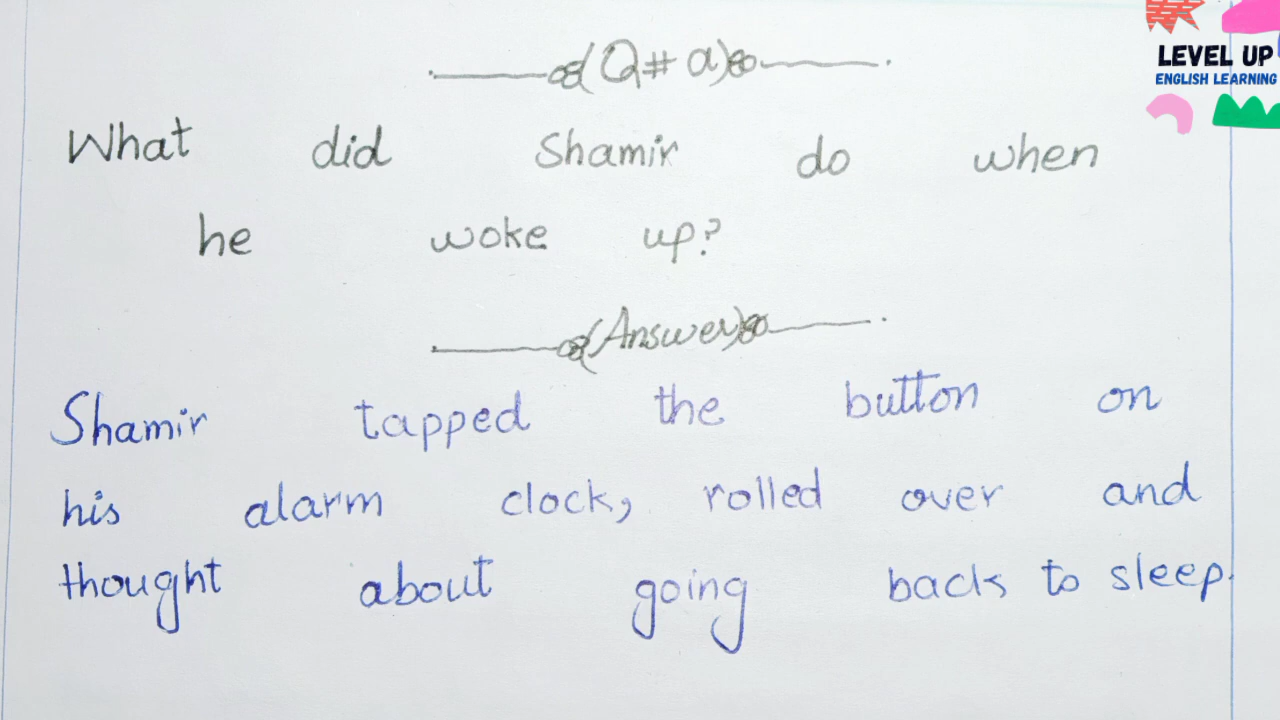 (Q# a)
LEVEL UP
ENGLISH LEARNING
What did Shamir do when
he woke up?
(Answer)
Shamir tapped the button on
his alarm clock, rolled over and
thought about going back to sleep.